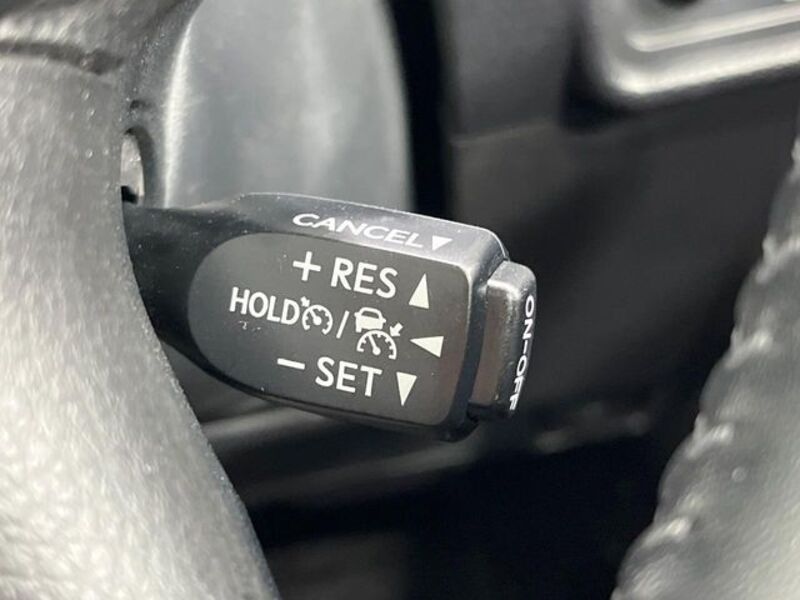 CANCEL▼
+ RES ▲
HOLD / ◀
− SET ▼
ON-OFF